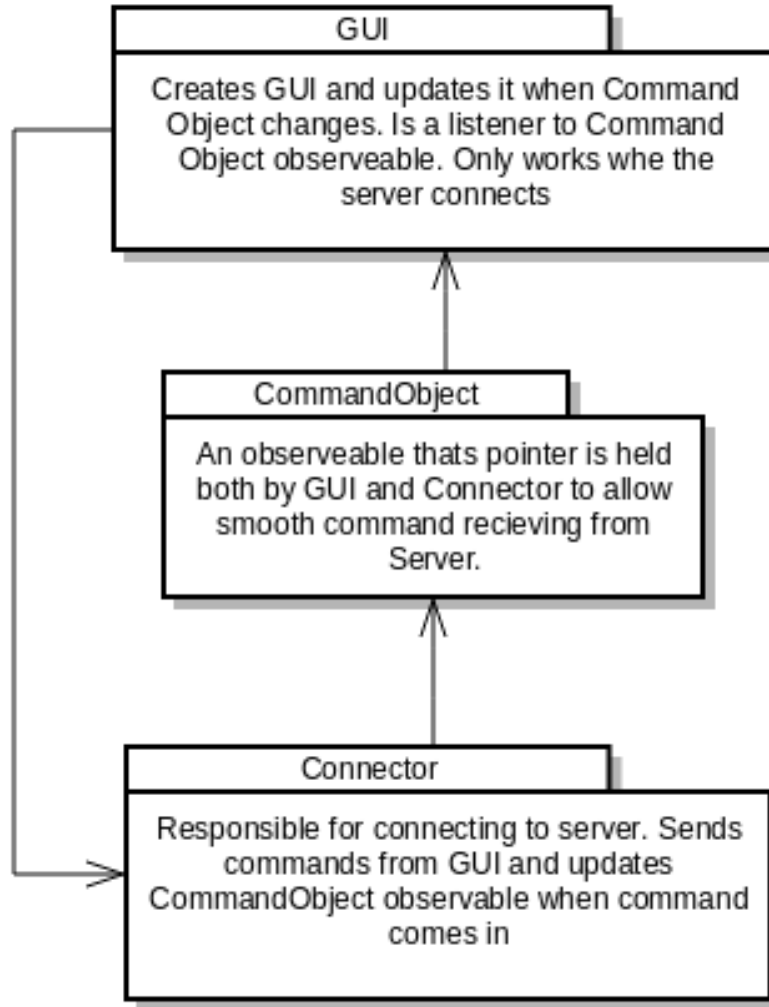 GUI
Creates GUI and updates it when Command
Object changes. Is a listener to Command
Object observeable. Only works whe the
server connects
CommandObject
An observeable thats pointer is held
both by GUI and Connector to allow
smooth command recieving from
Server.
Connector
Responsible for connecting to server. Sends
commands from GUI and updates
CommandObject observable when command
comes in